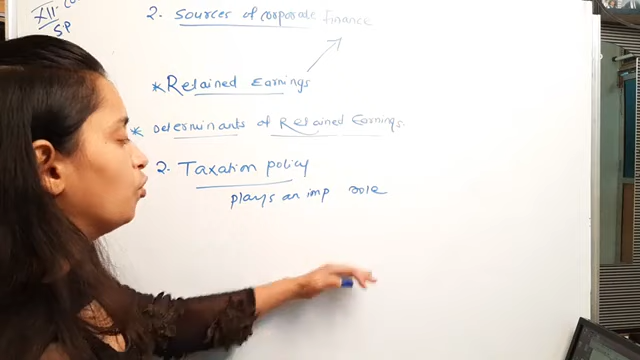 XII. Co
S.P
2. Sources of corporate finance
* Retained Earnings
* Determinants of Retained Earnings.
2. Taxation policy
plays an imp role